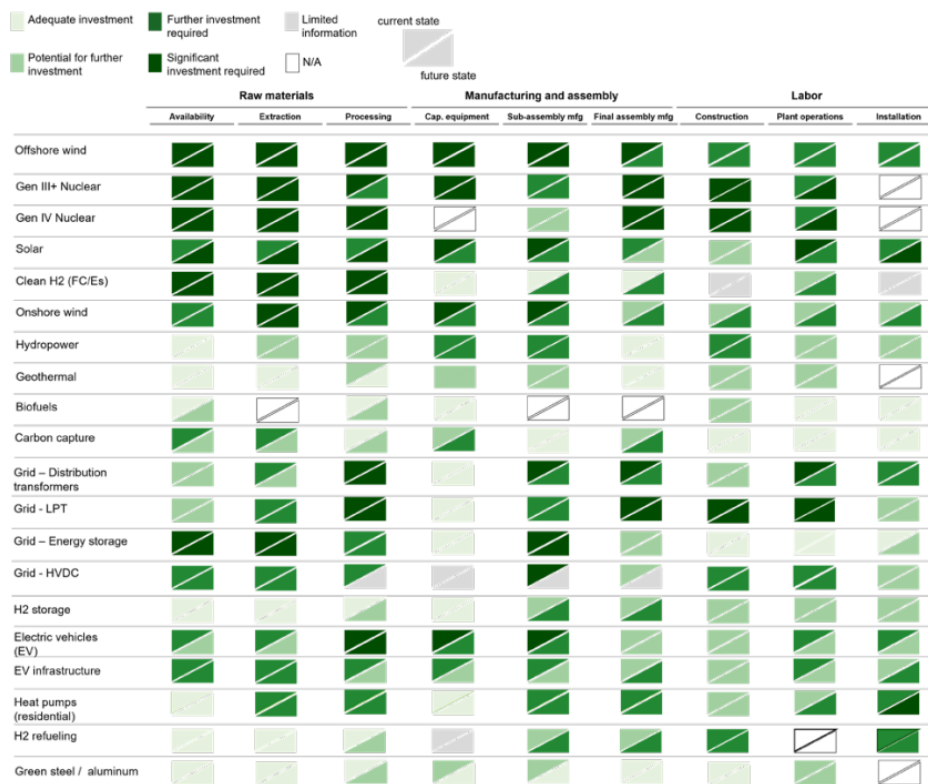 Adequate investment
Further investment
required
Limited
information
current state
Potential for further
investment
Significant
investment required
N/A
future state
Raw materials
Manufacturing and assembly
Labor
Availability
Extraction
Processing
Cap. equipment
Sub-assembly mfg
Final assembly mfg
Construction
Plant operations
Installation
Offshore wind
Gen III+ Nuclear
Gen IV Nuclear
Solar
Clean H2 (FC/Es)
Onshore wind
Hydropower
Geothermal
Biofuels
Carbon capture
Grid – Distribution
transformers
Grid - LPT
Grid – Energy storage
Grid - HVDC
H2 storage
Electric vehicles
(EV)
EV infrastructure
Heat pumps
(residential)
H2 refueling
Green steel / aluminum